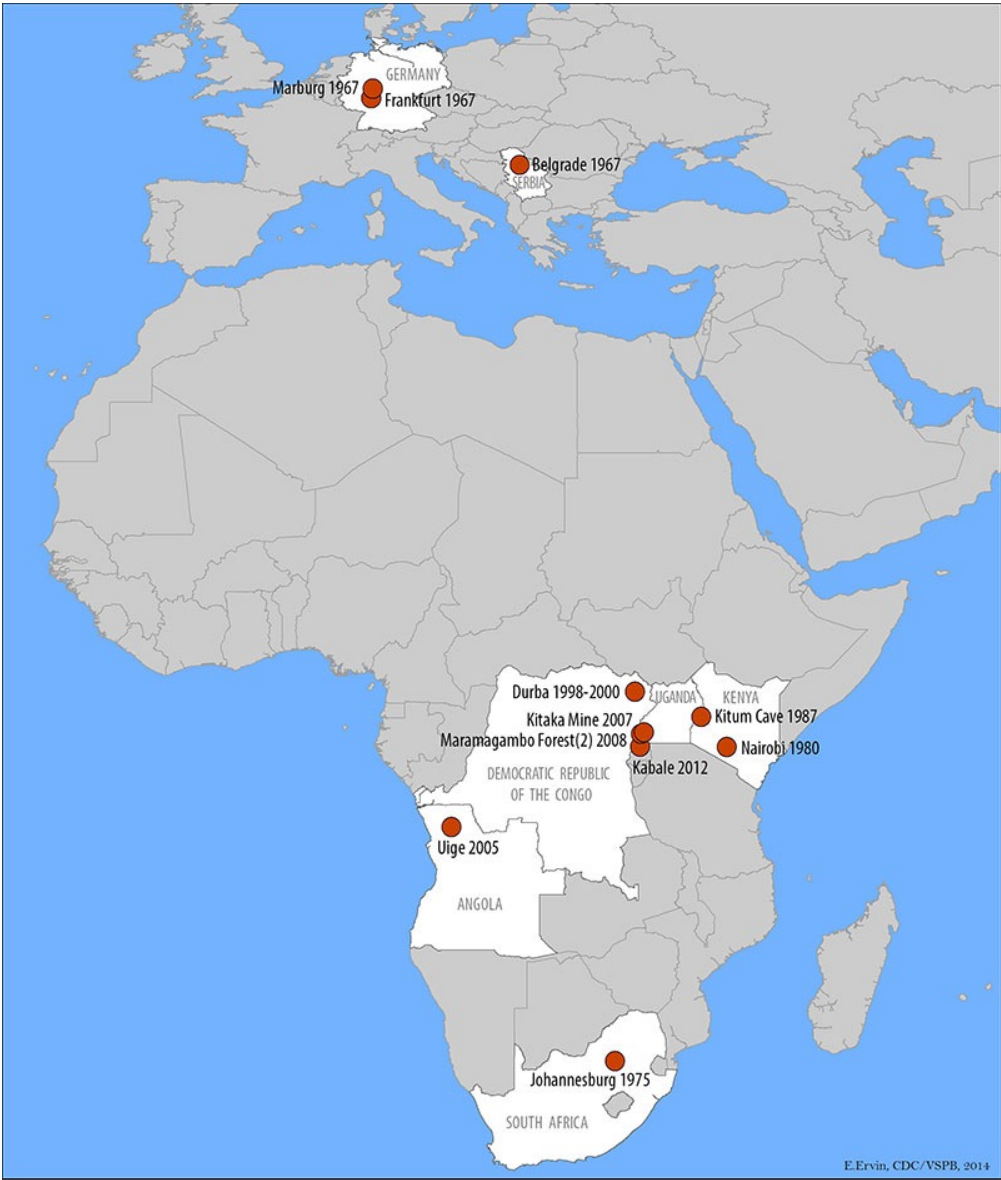 GERMANY
Marburg 1967
Frankfurt 1967
Belgrade 1967
SERBIA
Durba 1998-2000
UGANDA
KENYA
Kitaka Mine 2007
Kitum Cave 1987
Maramagambo Forest(2) 2008
Nairobi 1980
Kabale 2012
DEMOCRATIC REPUBLIC
OF THE CONGO
Uige 2005
ANGOLA
Johannesburg 1975
SOUTH AFRICA
E.Ervin, CDC/VSPB, 2014